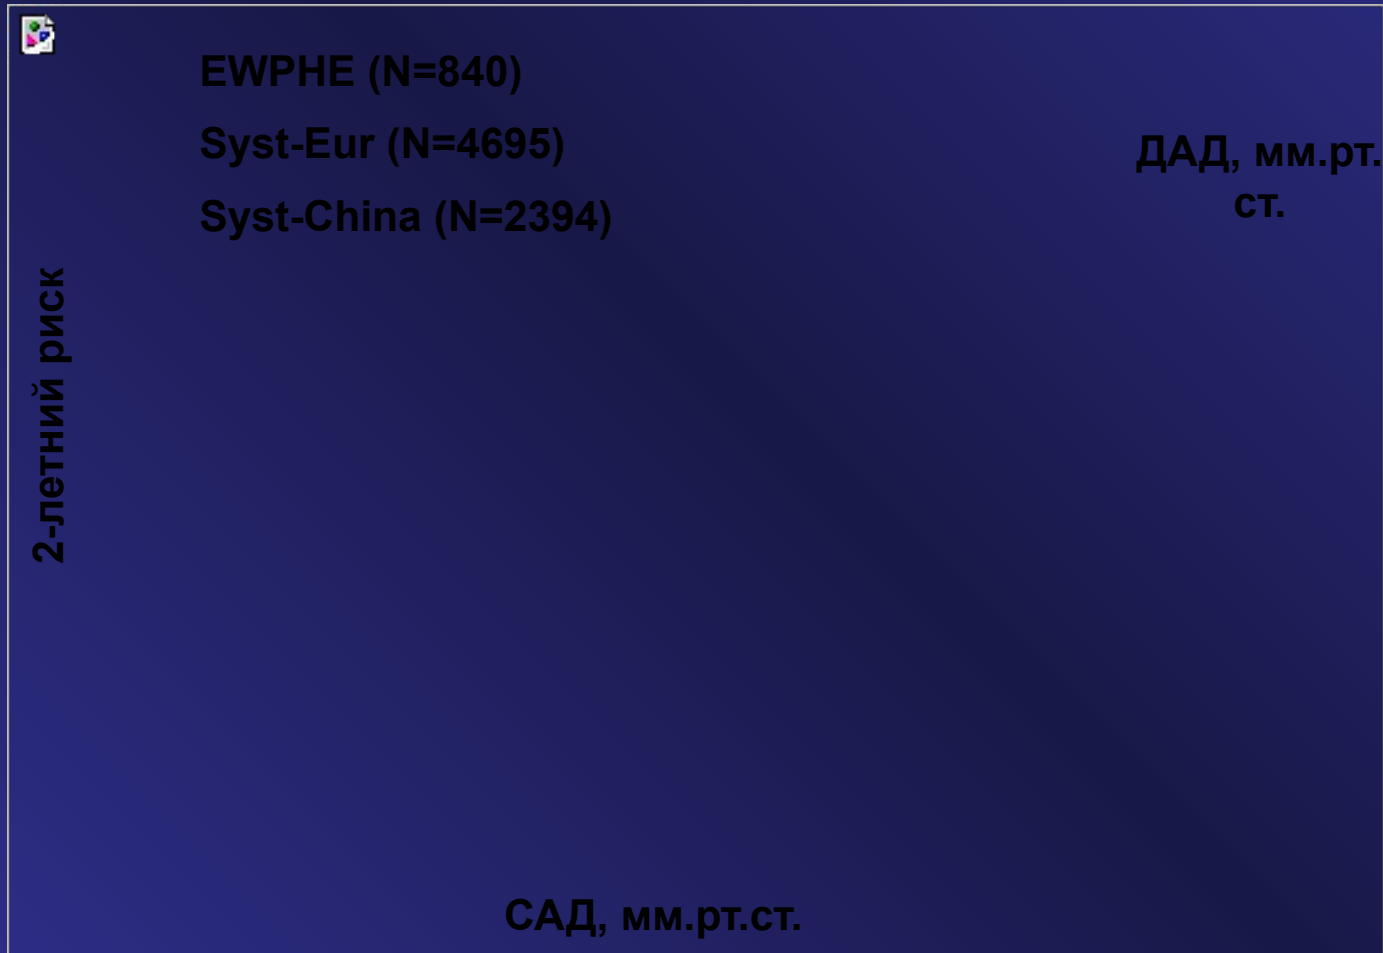 EWPHE (N=840)
Syst-Eur (N=4695)
Syst-China (N=2394)
ДАД, мм.рт.
ст.
2-летний риск
САД, мм.рт.ст.